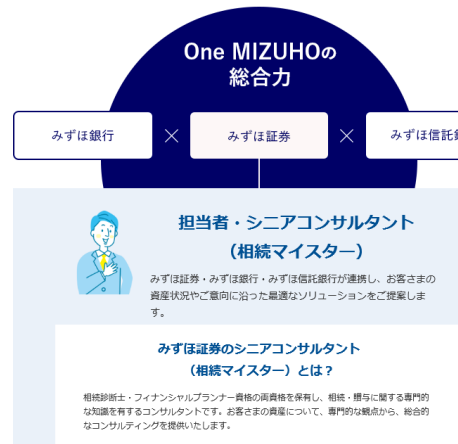 One MIZUHOの
総合力
みずほ銀行 × みずほ証券 × みずほ信託
担当者・シニアコンサルタント
(相続マイスター)
みずほ証券・みずほ銀行・みずほ信託銀行が連携し、お客さまの
資産状況やご意向に沿った最適なソリューションをご提案しま
す。
みずほ証券のシニアコンサルタント
(相続マイスター)とは？
相続診断士・フィナンシャルプランナー資格の両資格を保有し、相続・贈与に関する専門的
な知識を有するコンサルタントです。お客さまの資産について、専門的な観点から、総合的
なコンサルティングを提供いたします。